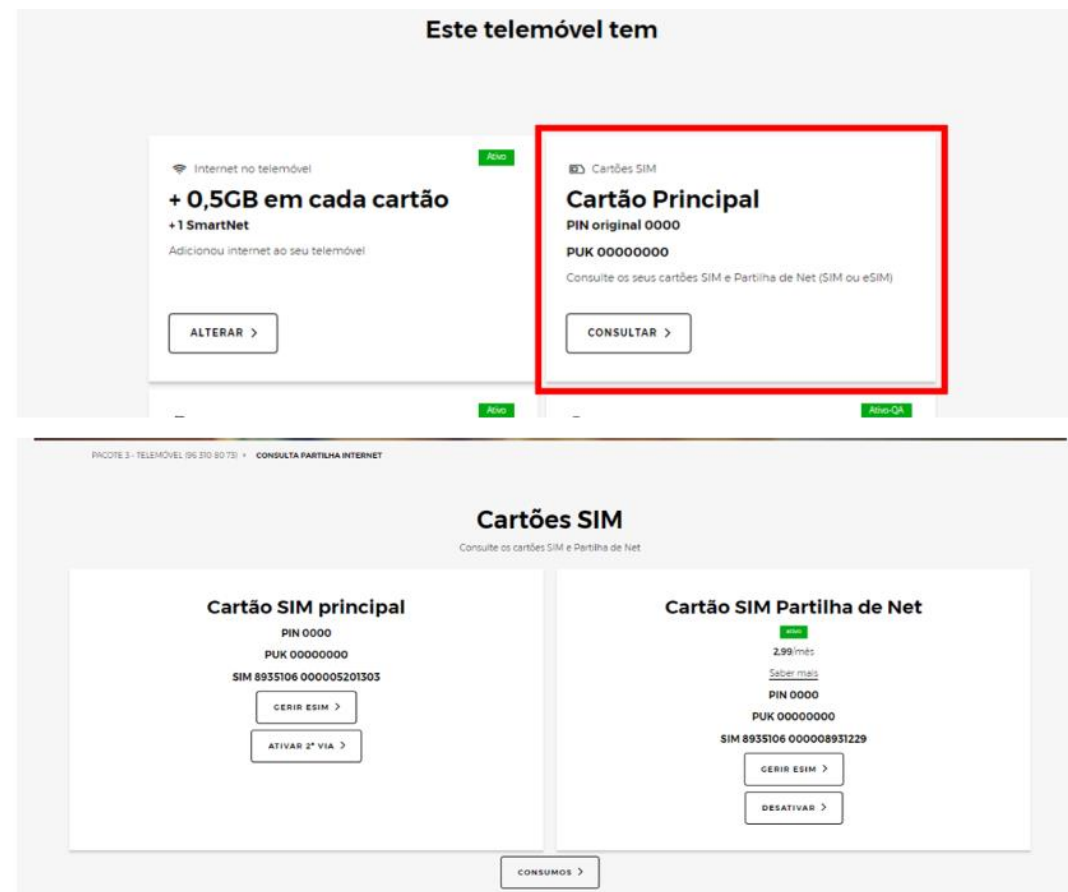 Este telemóvel tem
Ativo
Internet no telemóvel
+ 0,5GB em cada cartão
+1 SmartNet
Adicionou internet ao seu telemóvel
ALTERAR >
Cartões SIM
Cartão Principal
PIN original 0000
PUK 00000000
Consulte os seus cartões SIM e Partilha de Net (SIM ou eSIM)
CONSULTAR >
Ativo
Ativo-QA
PACOTE 3 - TELEMÓVEL (96 310 80 73) > CONSULTA PARTILHA INTERNET
Cartões SIM
Consulte os cartões SIM e Partilha de Net
Cartão SIM principal
PIN 0000
PUK 00000000
SIM 8935106 000005201303
GERIR ESIM >
ATIVAR 2ª VIA >
Cartão SIM Partilha de Net
ativo
2,99/mês
Saber mais
PIN 0000
PUK 00000000
SIM 8935106 000008931229
GERIR ESIM >
DESATIVAR >
CONSUMOS >